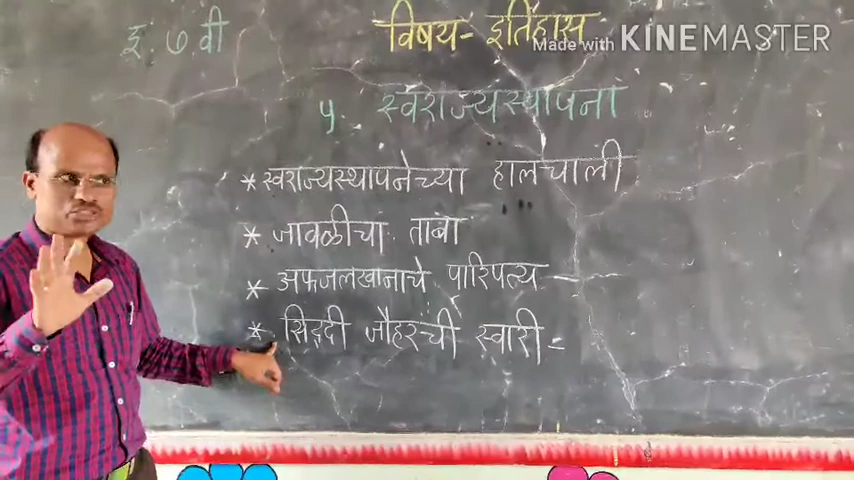 इ. ७ वी
विषय - इतिहास
Made with KINEMASTER
५. स्वराज्यस्थापना
* स्वराज्यस्थापनेच्या हालचाली
* जावळीचा ताबा
* अफजलखानाचे पारिपत्य -
* सिद्दी जौहरची स्वारी -